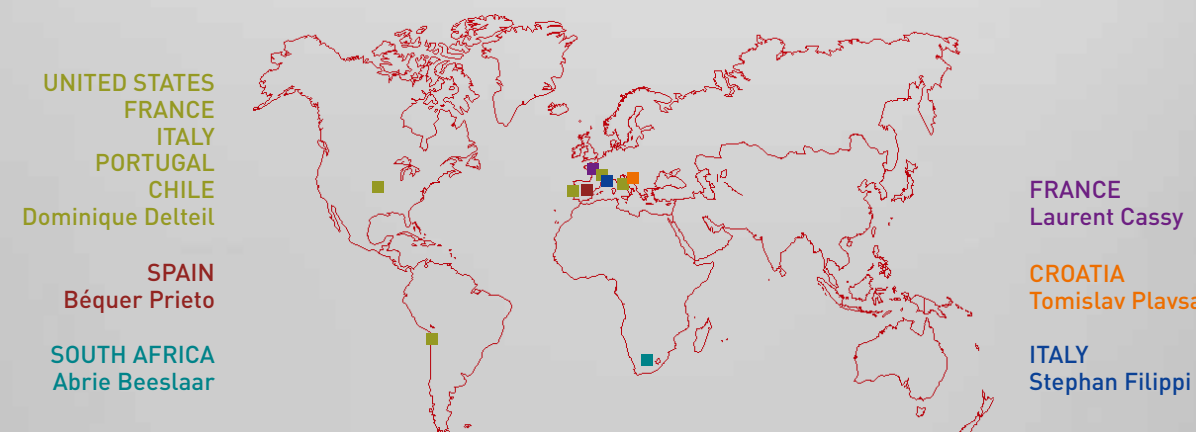 UNITED STATES
FRANCE
ITALY
PORTUGAL
CHILE
Dominique Delteil
SPAIN
Béquer Prieto
SOUTH AFRICA
Abrie Beeslaar
FRANCE
Laurent Cassy
CROATIA
Tomislav
ITALY
Stephan Filippi